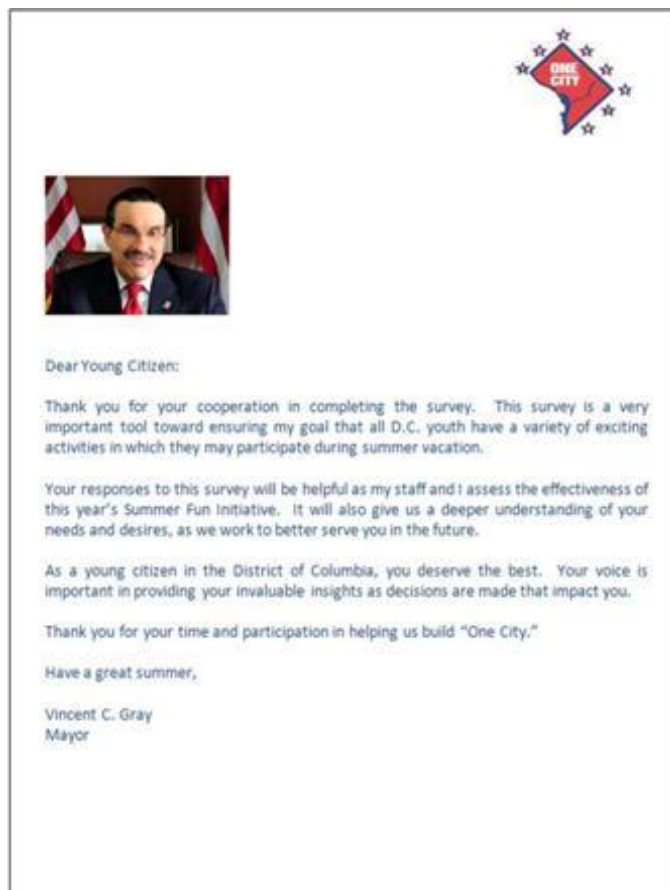 ONE
CITY
Dear Young Citizen:
Thank you for your cooperation in completing the survey. This survey is a very
important tool toward ensuring my goal that all D.C. youth have a variety of exciting
activities in which they may participate during summer vacation.
Your responses to this survey will be helpful as my staff and I assess the effectiveness of
this year's Summer Fun Initiative. It will also give us a deeper understanding of your
needs and desires, as we work to better serve you in the future.
As a young citizen in the District of Columbia, you deserve the best. Your voice is
important in providing your invaluable insights as decisions are made that impact you.
Thank you for your time and participation in helping us build “One City.”
Have a great summer,
Vincent C. Gray
Mayor